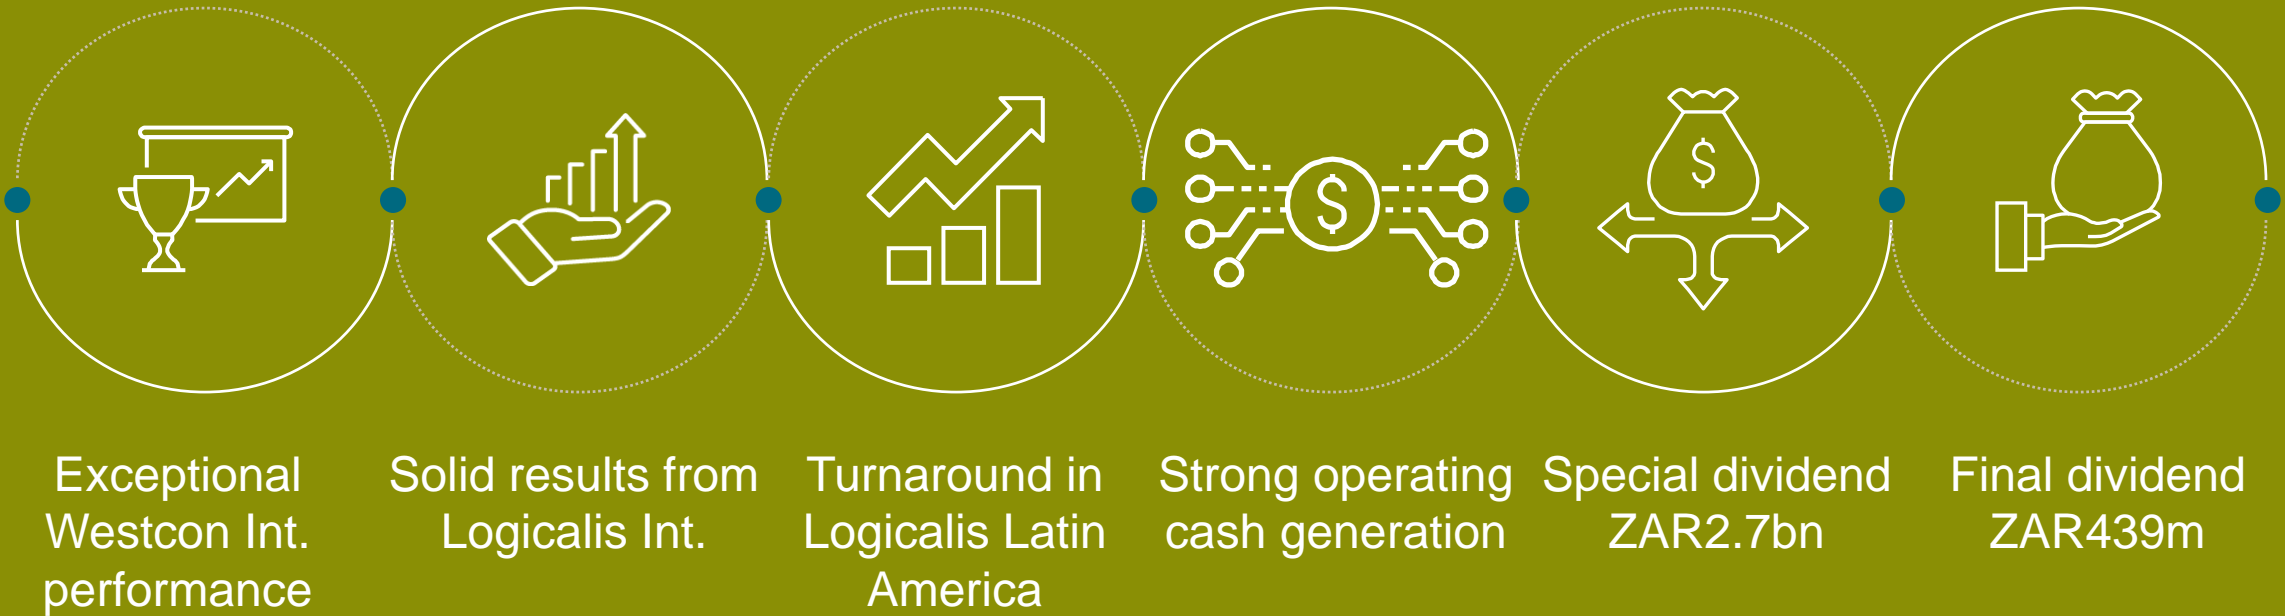 Exceptional
Westcon Int.
performance
Solid results from
Logicalis Int.
Turnaround in
Logicalis Latin
America
Strong operating
cash generation
Special dividend
ZAR2.7bn
Final dividend
ZAR439m